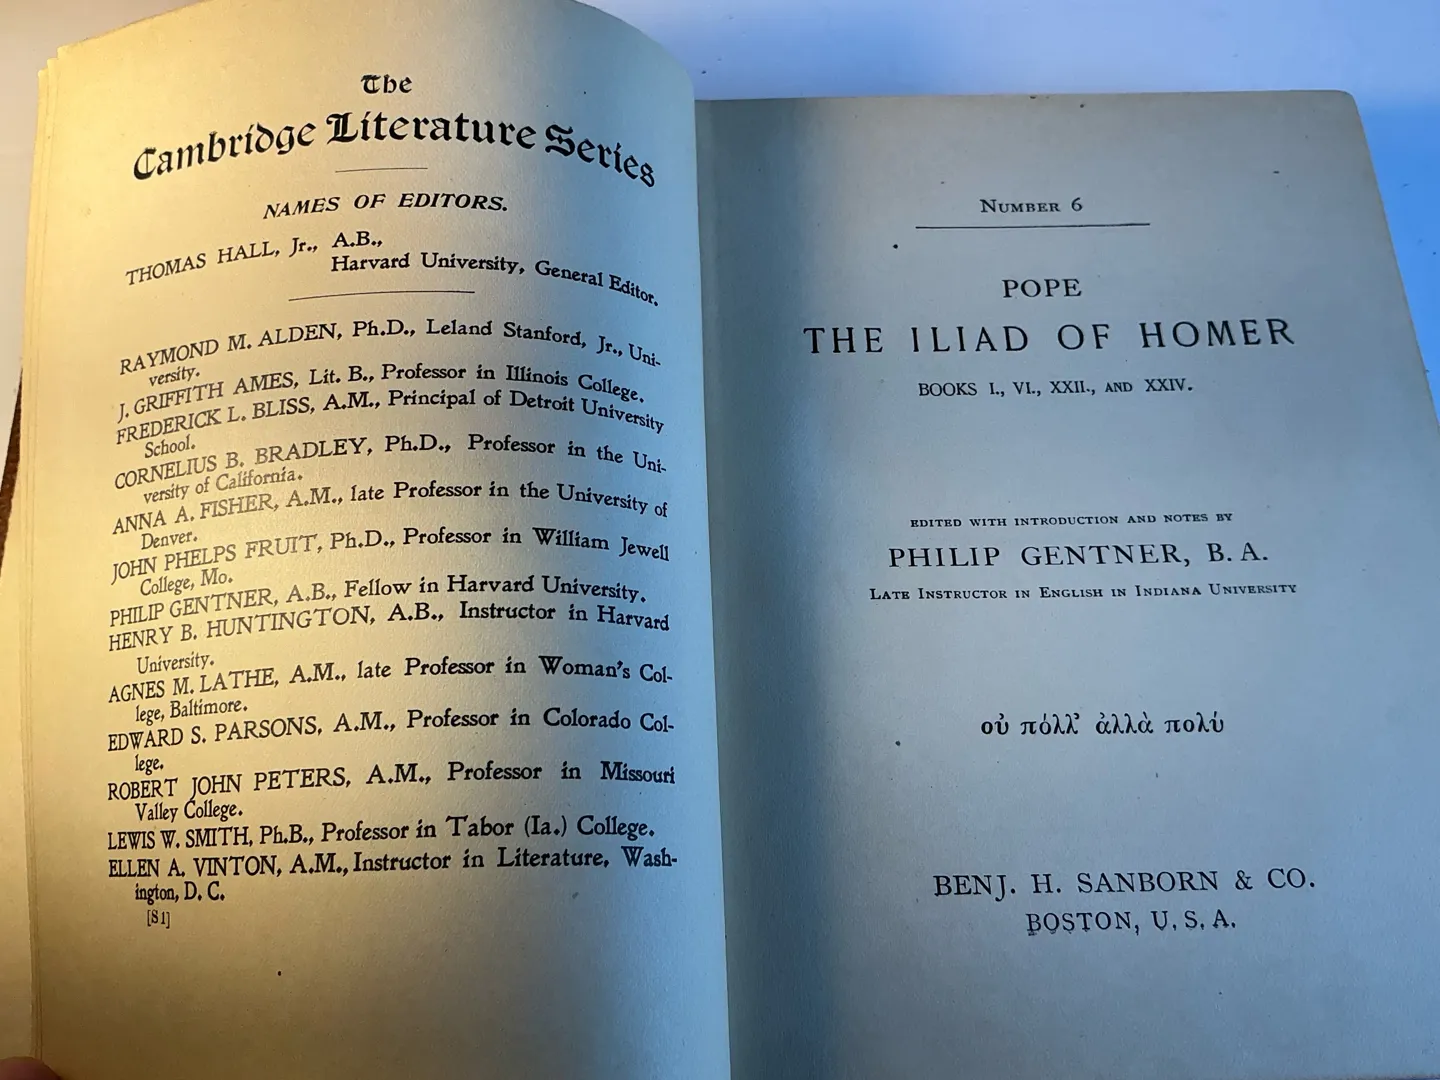 The
Cambridge Literature Series
NAMES OF EDITORS.
THOMAS HALL, Jr., A.B.,
Harvard University, General Editor.
RAYMOND M. ALDEN, Ph.D., Leland Stanford, Jr., Uni-
versity.
J. GRIFFITH AMES, Lit. B., Professor in Illinois College.
FREDERICK L. BLISS, A.M., Principal of Detroit University
School.
CORNELIUS B. BRADLEY, Ph.D., Professor in the Uni-
versity of California.
ANNA A. FISHER, A.M., late Professor in the University of
Denver.
JOHN PHELPS FRUIT, Ph.D., Professor in William Jewell
College, Mo.
PHILIP GENTNER, A.B., Fellow in Harvard University.
HENRY B. HUNTINGTON, A.B., Instructor in Harvard
University.
AGNES M. LATHE, A.M., late Professor in Woman's Col-
lege, Baltimore.
EDWARD S. PARSONS, A.M., Professor in Colorado Col-
lege.
ROBERT JOHN PETERS, A.M., Professor in Missouri
Valley College.
LEWIS W. SMITH, Ph.B., Professor in Tabor (Ia.) College.
ELLEN A. VINTON, A.M., Instructor in Literature, Wash-
ington, D. C.
[81]
NUMBER 6
POPE
THE ILIAD OF HOMER
BOOKS I., VI., XXII., AND XXIV.
EDITED WITH INTRODUCTION AND NOTES BY
PHILIP GENTNER, B. A.
LATE INSTRUCTOR IN ENGLISH IN INDIANA UNIVERSITY
οὐ πόλλ' ἀλλὰ πολύ
BENJ. H. SANBORN & CO.
BOSTON, U. S. A.